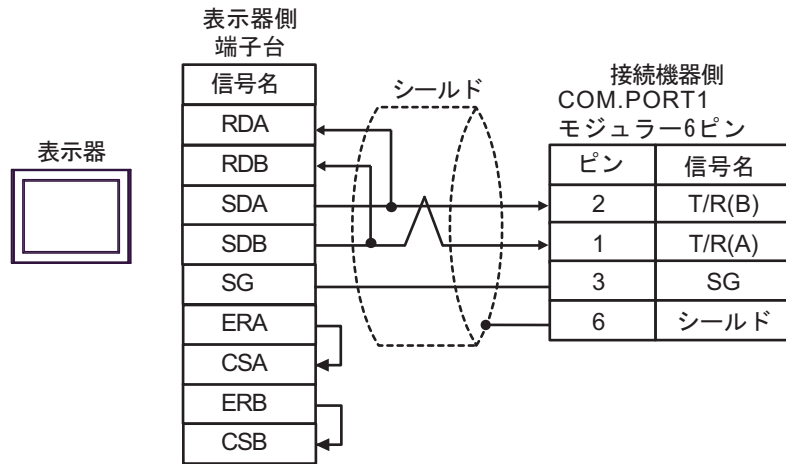 表示器側
端子台
信号名
RDA
RDB
SDA
SDB
SG
ERA
CSA
ERB
CSB
表示器
シールド
接続機器側
COM.PORT1
モジュラー6ピン
ピン 信号名
2 T/R(B)
1 T/R(A)
3 SG
6 シールド